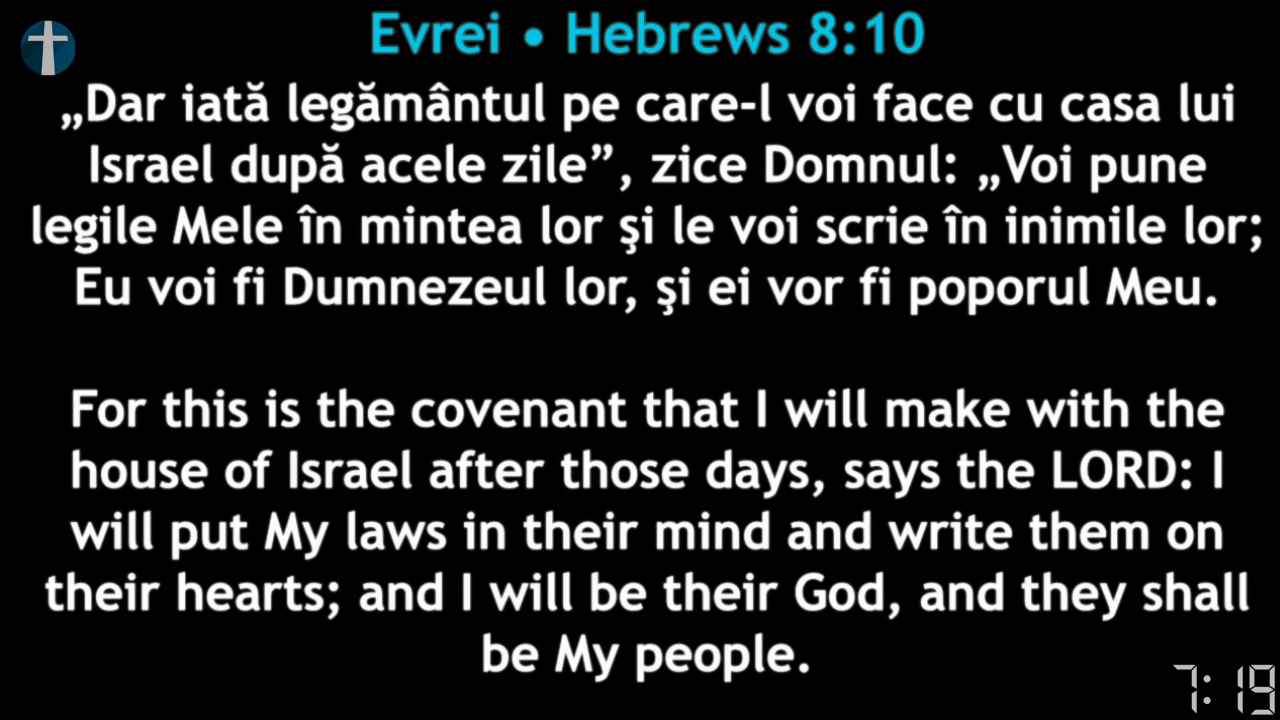 Evrei • Hebrews 8:10
„Dar iată legământul pe care-l voi face cu casa lui
Israel după acele zile”, zice Domnul: „Voi pune
legile Mele în mintea lor şi le voi scrie în inimile lor;
Eu voi fi Dumnezeul lor, şi ei vor fi poporul Meu.
For this is the covenant that I will make with the
house of Israel after those days, says the LORD: I
will put My laws in their mind and write them on
their hearts; and I will be their God, and they shall
be My people.
7:19